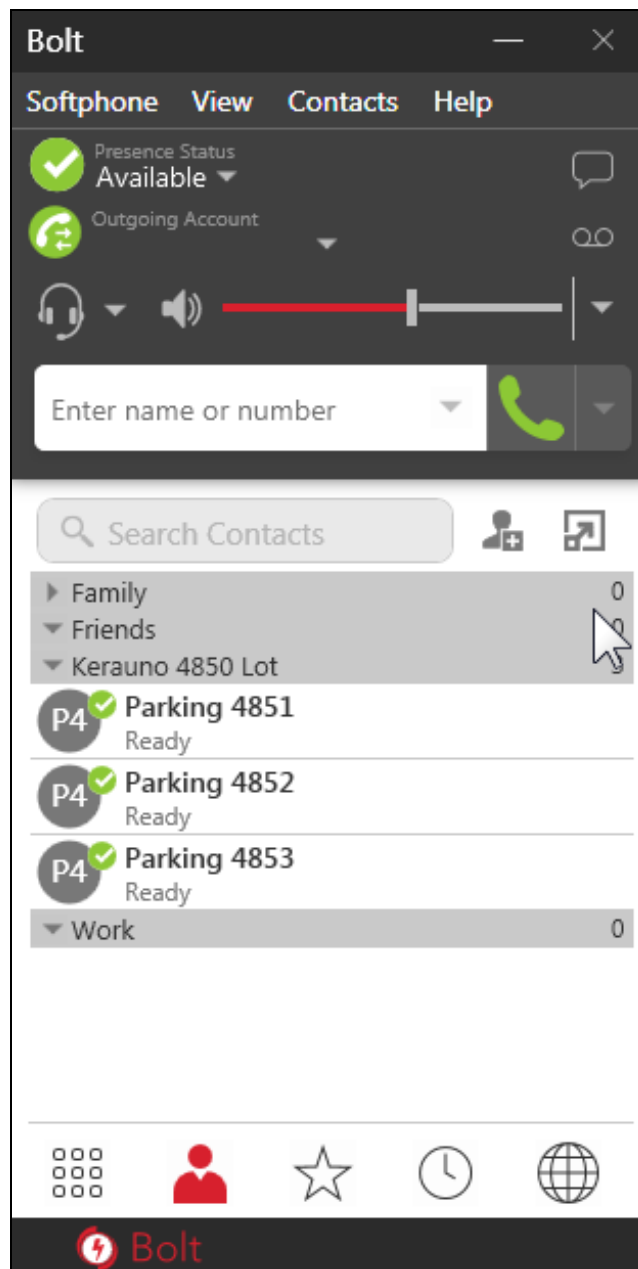 Bolt
Softphone View Contacts Help
Presence Status
Available
Outgoing Account
Enter name or number
Search Contacts
Family 0
Friends
Kerauno 4850 Lot
P4 Parking 4851
Ready
P4 Parking 4852
Ready
P4 Parking 4853
Ready
Work 0
Bolt